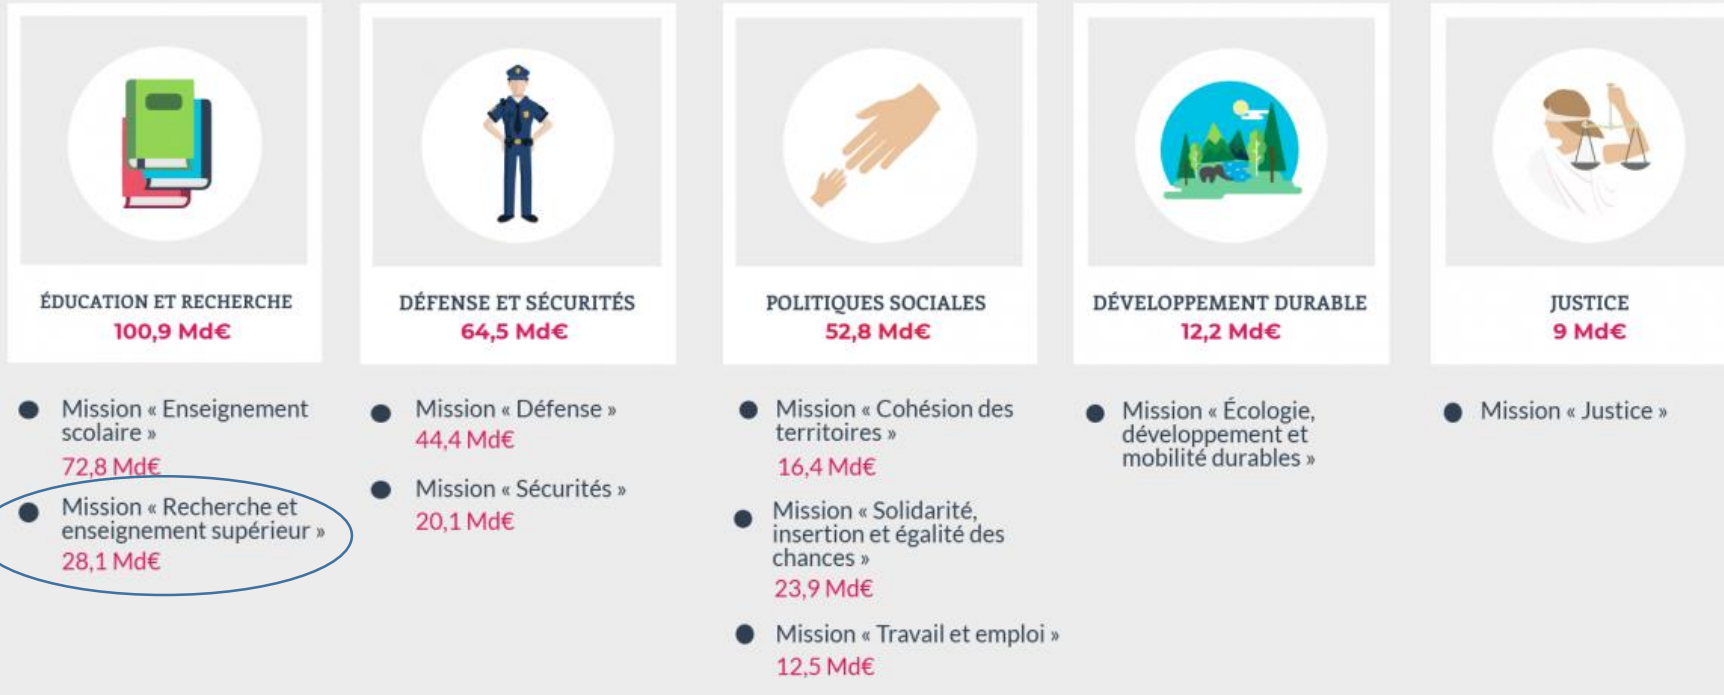 ÉDUCATION ET RECHERCHE
100,9 Md€
Mission « Enseignement
scolaire »
72,8 Md€
Mission « Recherche et
enseignement supérieur »
28,1 Md€
DÉFENSE ET SÉCURITÉS
64,5 Md€
Mission « Défense »
44,4 Md€
Mission « Sécurités »
20,1 Md€
POLITIQUES SOCIALES
52,8 Md€
Mission « Cohésion des
territoires »
16,4 Md€
Mission « Solidarité,
insertion et égalité des
chances »
23,9 Md€
Mission « Travail et emploi »
12,5 Md€
DÉVELOPPEMENT DURABLE
12,2 Md€
Mission « Écologie,
développement et
mobilité durables »
JUSTICE
9 Md€
Mission « Justice »